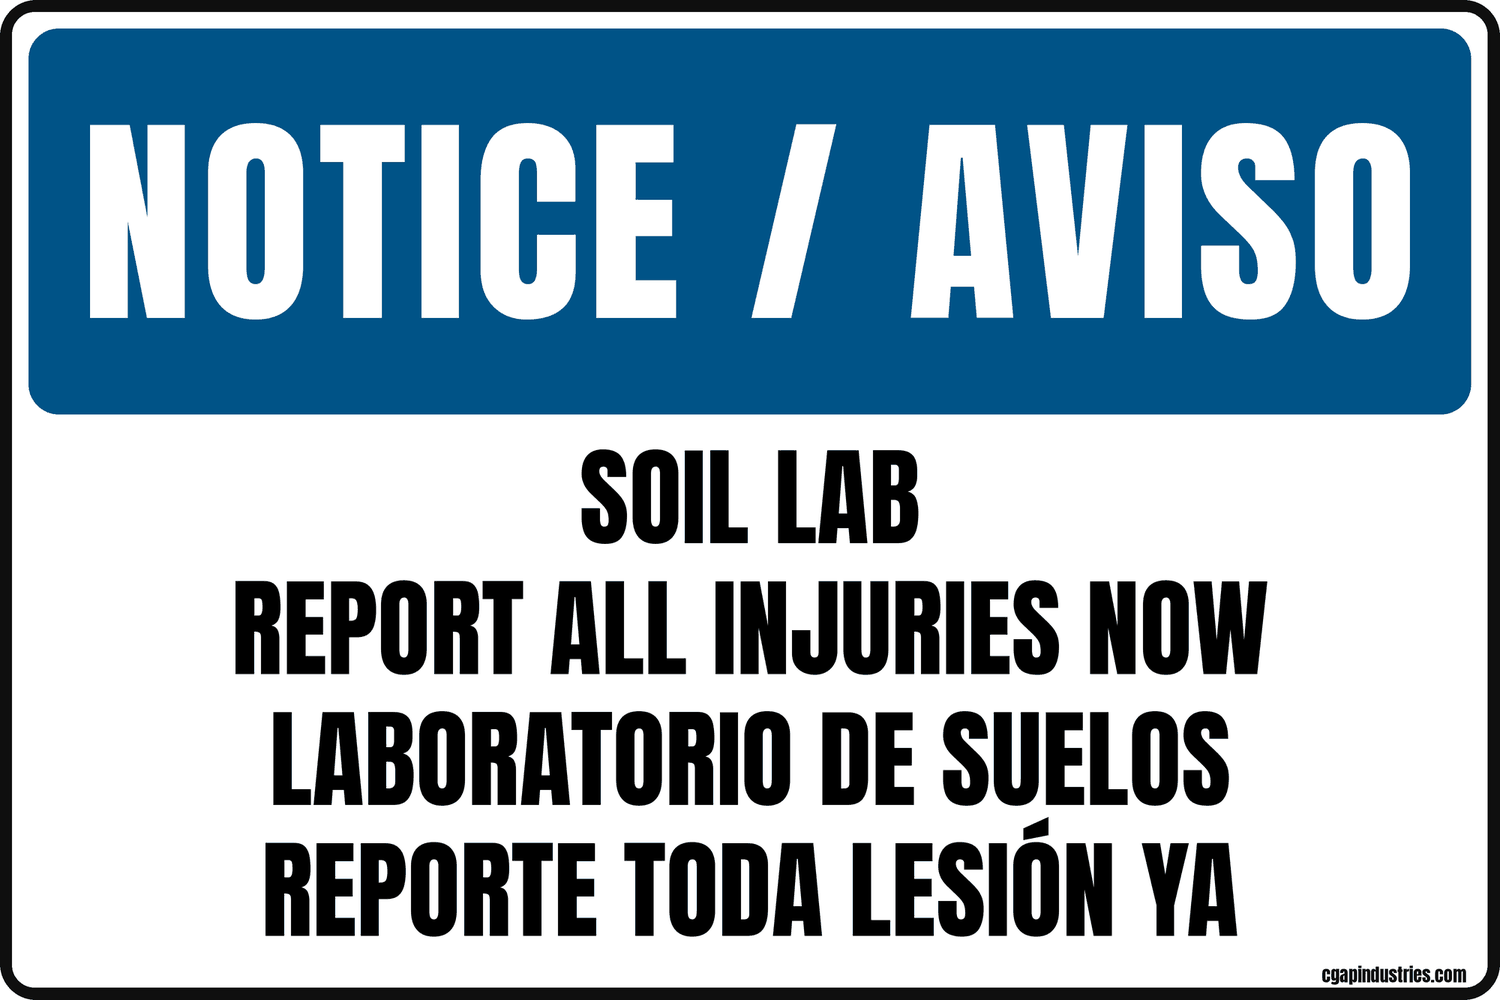 NOTICE / AVISO
SOIL LAB
REPORT ALL INJURIES NOW
LABORATORIO DE SUELOS
REPORTE TODA LESIÓN YA
cgapindustries.com